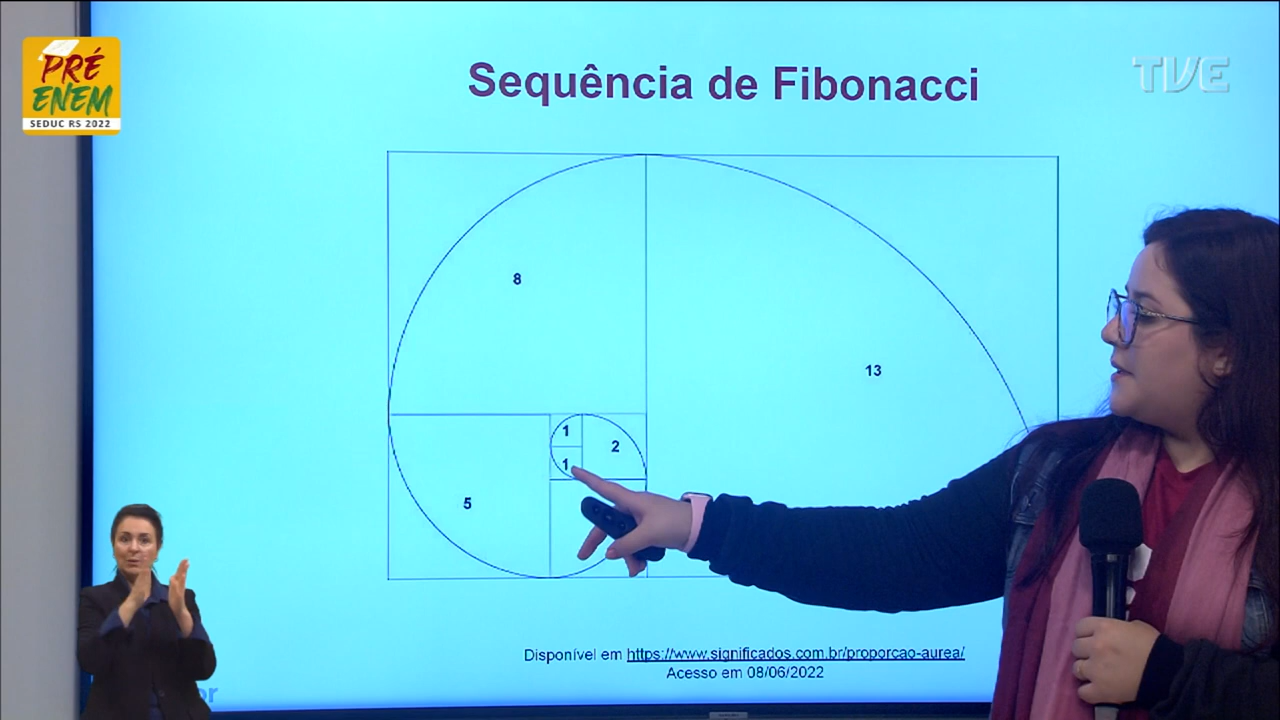 PRÉ
ENEM
SEDUC RS 2022
TVE
Sequência de Fibonacci
8
13
1
2
1
5
Disponível em https://www.significados.com.br/proporcao-aurea/
Acesso em 08/06/2022